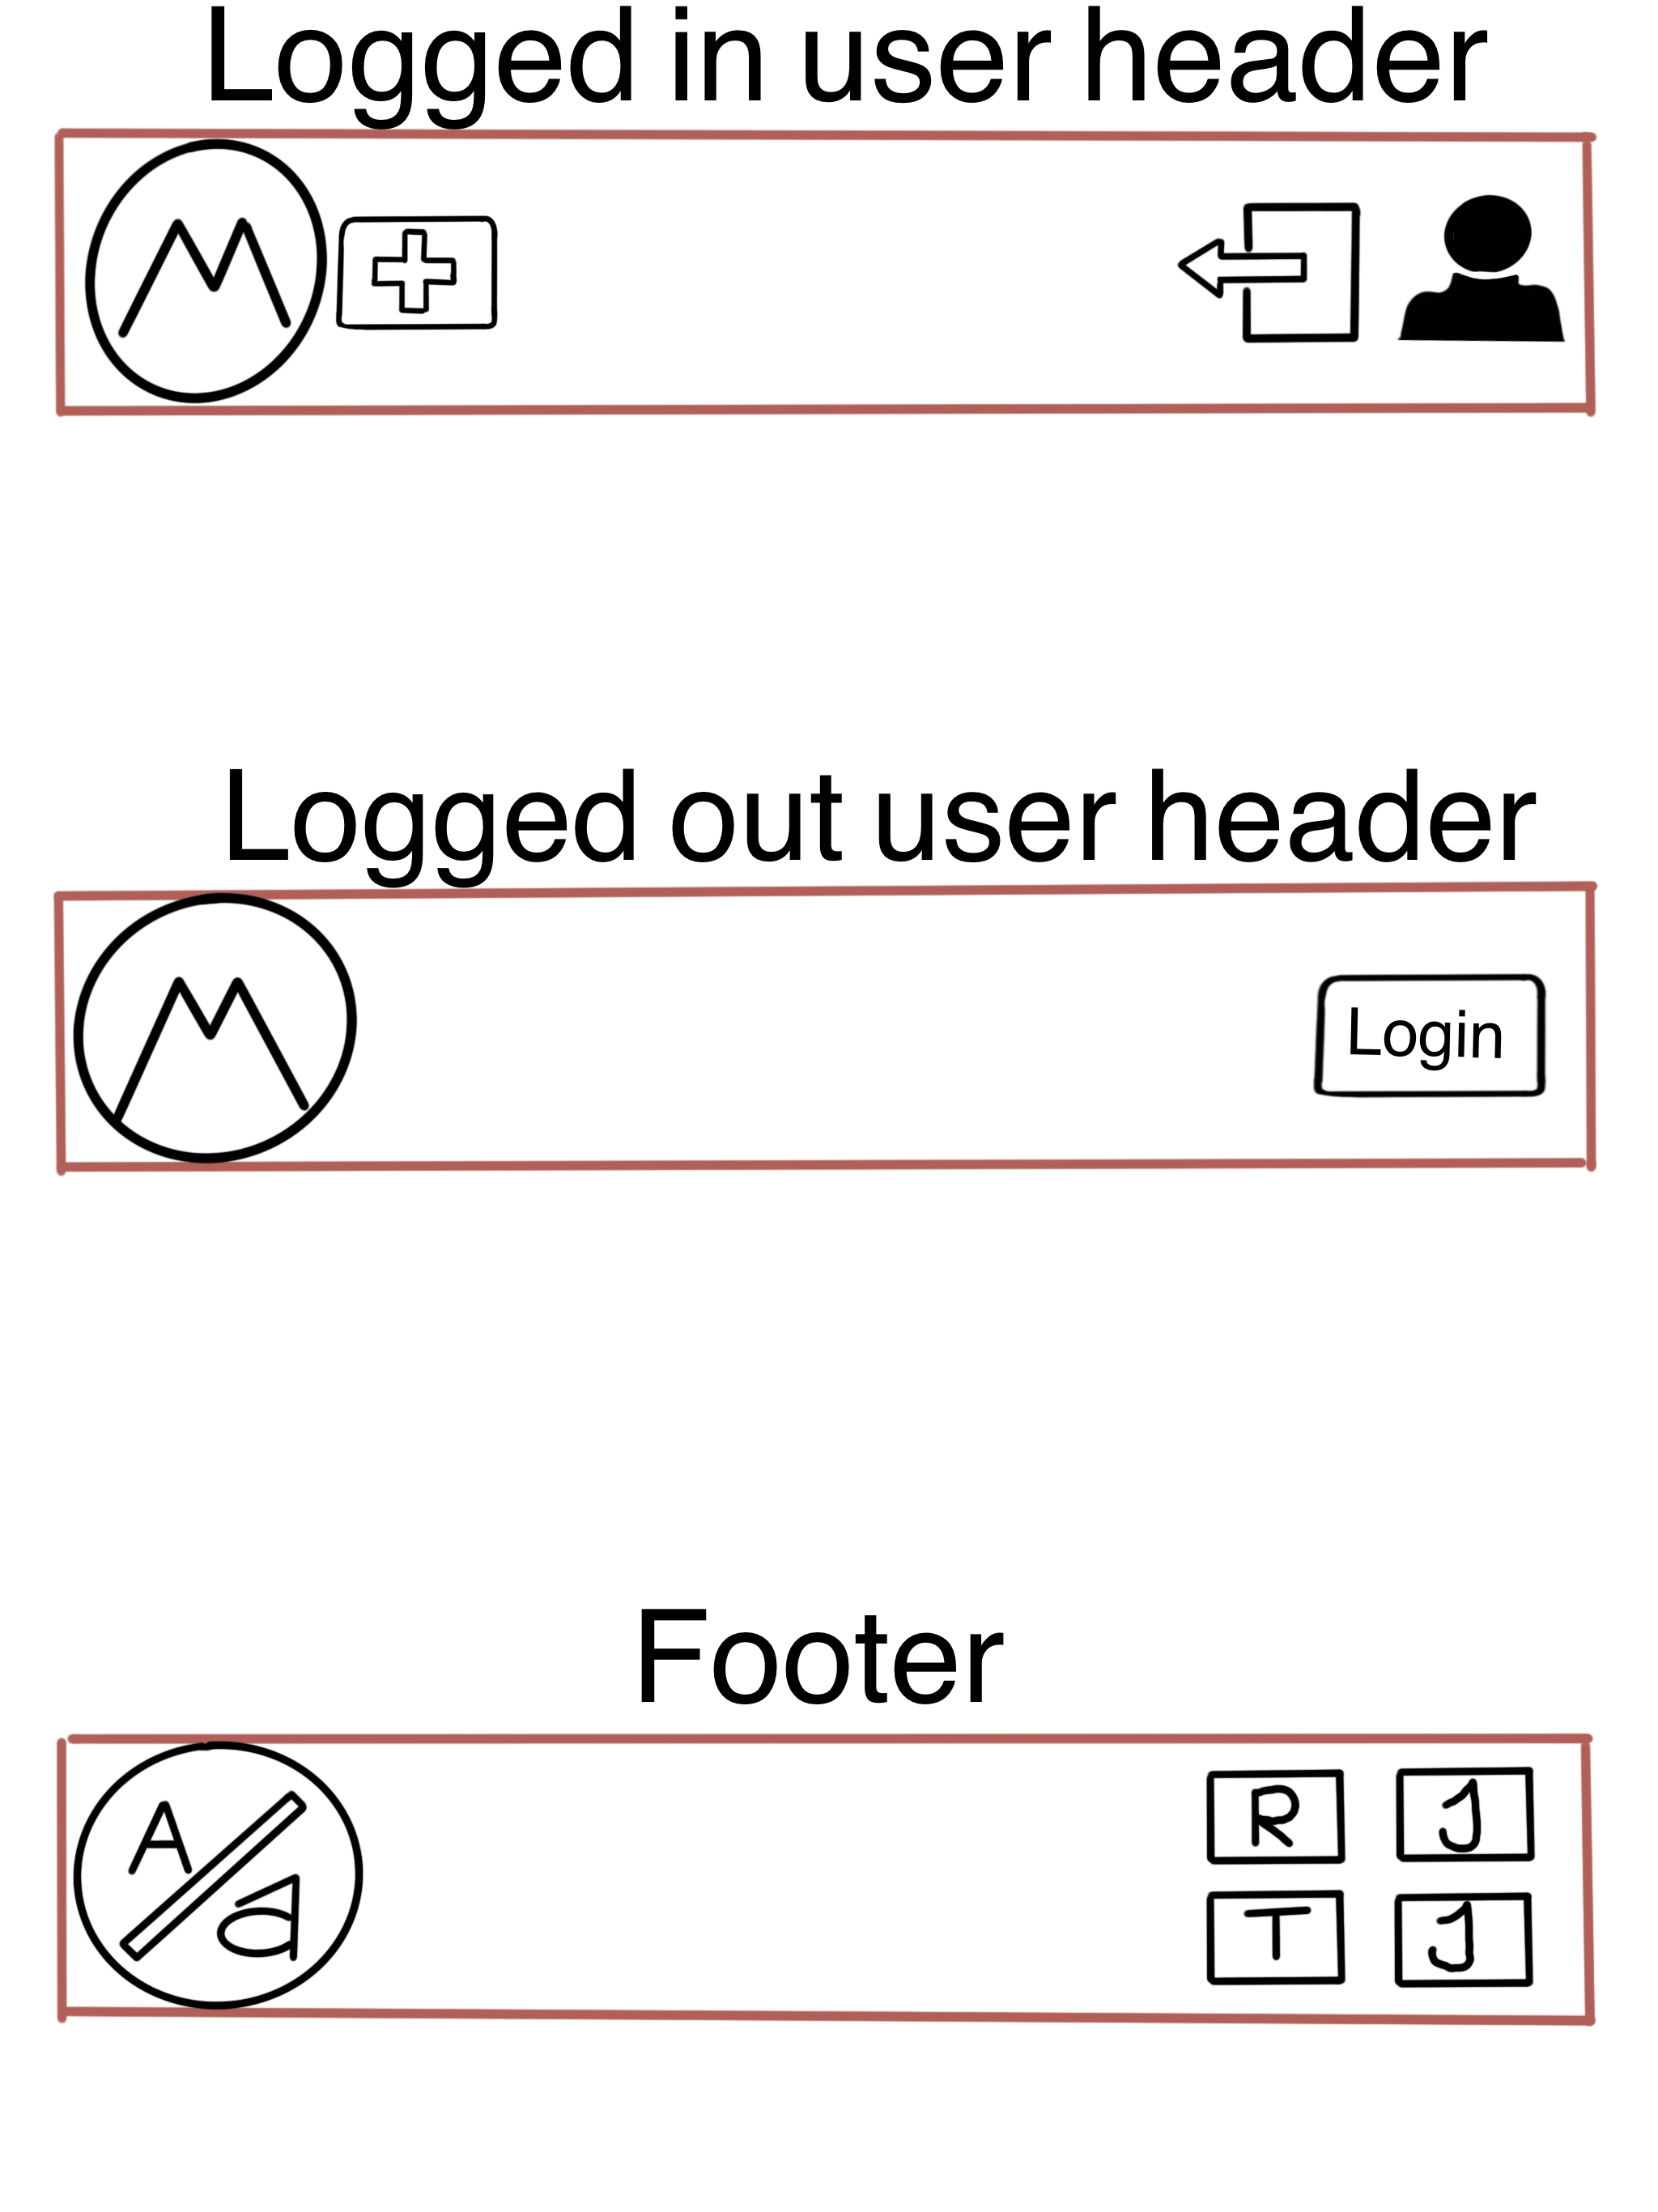 Logged in user header
M
Logged out user header
M
Login
Footer
A
a
R J
T J